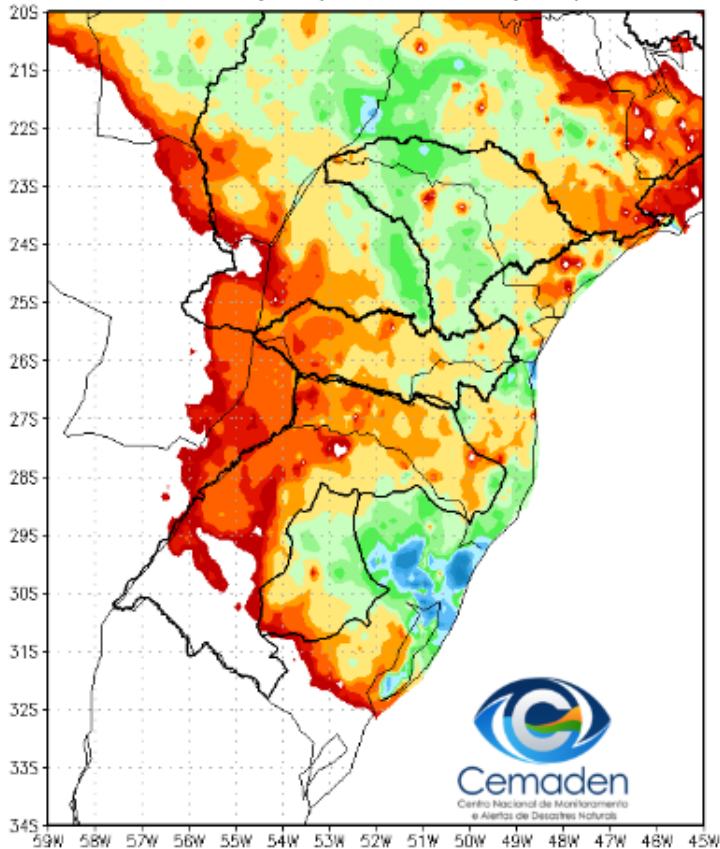 20S
21S
22S
23S
24S
25S
26S
27S
28S
29S
30S
31S
32S
33S
34S
59W 58W 57W 56W 55W 54W 53W 52W 51W 50W 49W 48W 47W 46W 45W
Cemaden
Centro Nacional de Monitoramento
e Alertas de Desastres Naturais